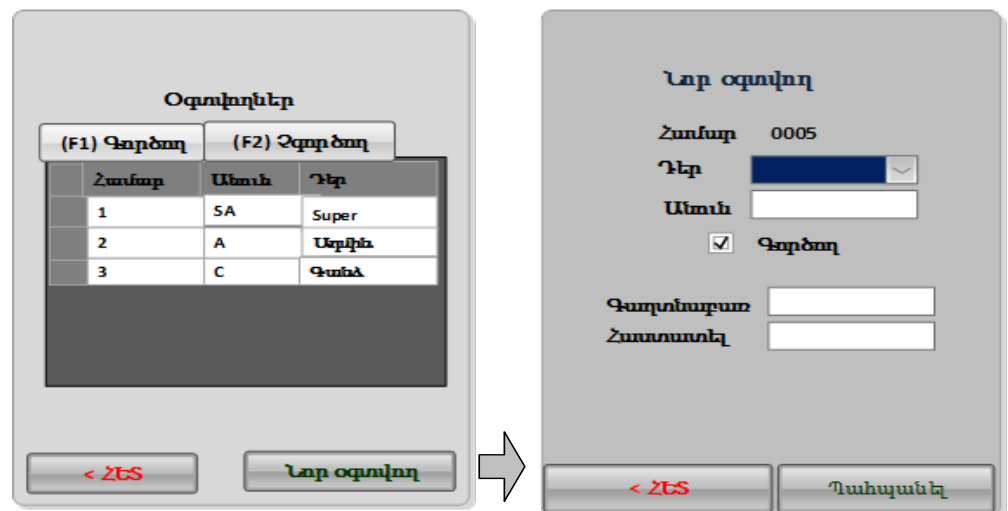 Օգտվողներ
(F1) Գործող (F2) Չգործող
Համար Անուն Դեր
1 SA Super
2 A Ադմին.
3 C Գանձ.
< ՀԵՏ Նոր օգտվող
Նոր օգտվող
Համար 0005
Դեր
Անուն
Գործող
Գաղտնաբառ
Հաստատել
< ՀԵՏ Պահպանել